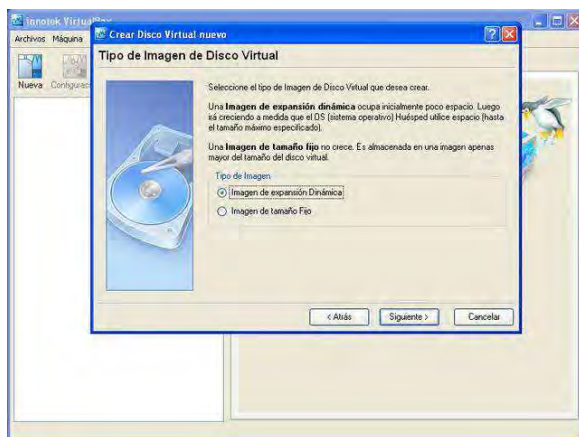 innotek VirtualBox
Crear Disco Virtual nuevo
Archivos Máquina
Tipo de Imagen de Disco Virtual
Nueva
Seleccione el tipo de Imagen de Disco Virtual que desea crear.
Una Imagen de expansión dinámica ocupa inicialmente poco espacio. Luego
irá creciendo a medida que el OS (sistema operativo) Huésped utilice espacio (hasta
el tamaño máximo especificado).
Una Imagen de tamaño fijo no crece. Es almacenada en una imagen apenas
mayor del tamaño del disco virtual.
Tipo de Imagen
Imagen de expansión Dinámica
Imagen de tamaño Fijo
< Atrás
Siguiente >
Cancelar